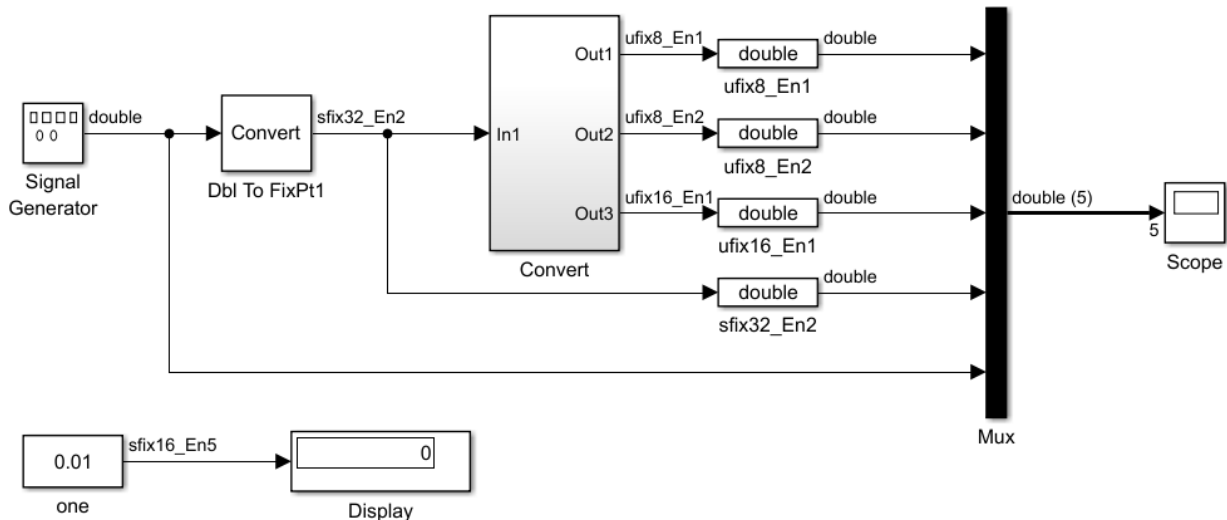 ufix8_En1
double
Out1
double
ufix8_En1
double
sfix32_En2
ufix8_En2
double
Convert
In1
Out2
double
Signal
Generator
Dbl To FixPt1
ufix8_En2
ufix16_En1
double
double (5)
Out3
double
5
ufix16_En1
Convert
Scope
double
double
sfix32_En2
Mux
sfix16_En5
0.01
0
one
Display